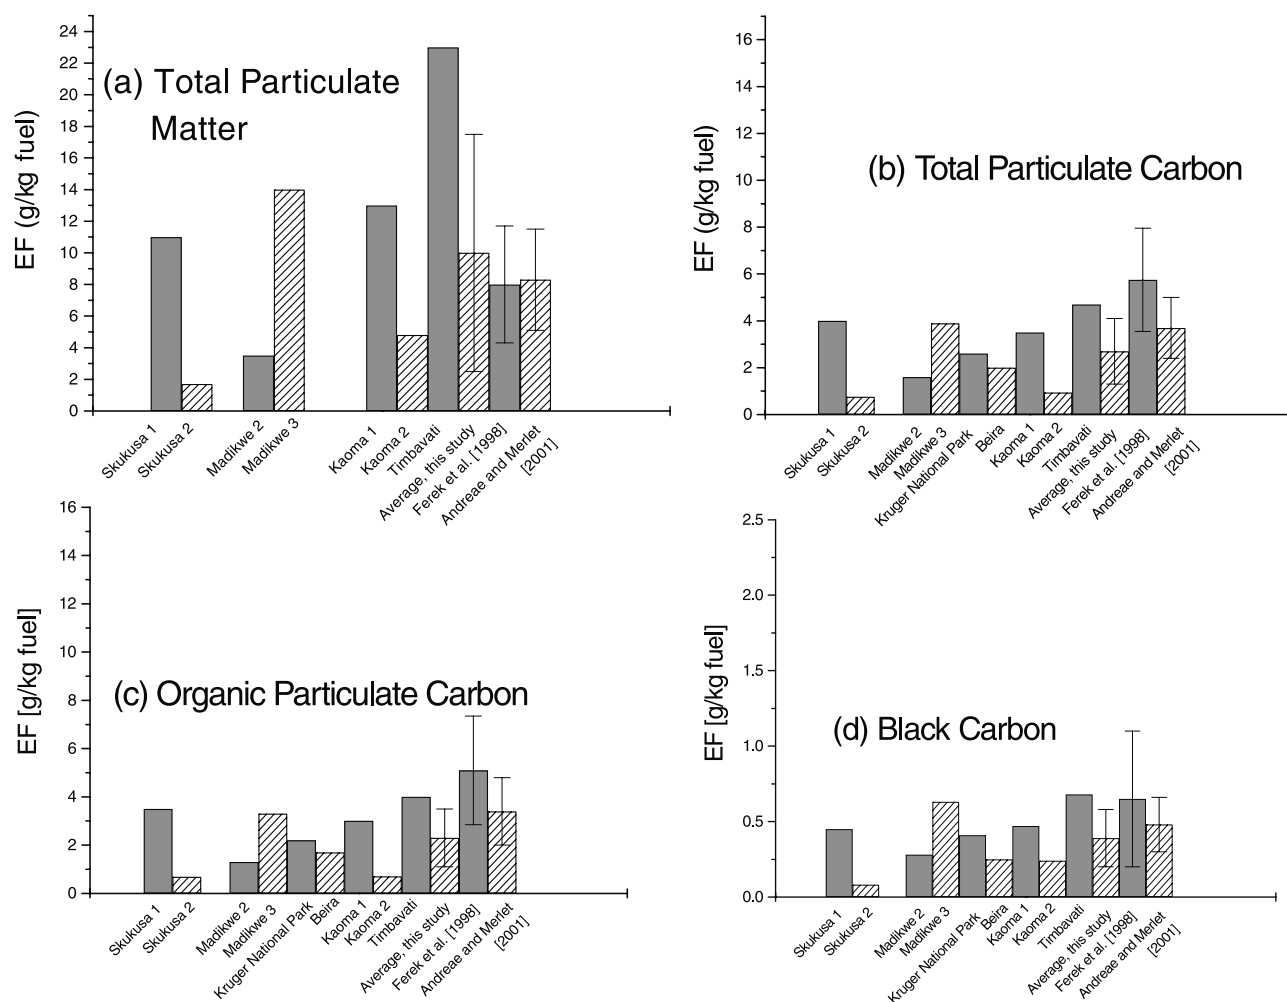 24
22
20
18
16
14
12
10
8
6
4
2
0
EF (g/kg fuel)
(a) Total Particulate
Matter
Skukusa 1
Skukusa 2
Madikwe 2
Madikwe 3
Kaoma 1
Kaoma 2
Timbavati
Average, this study
Ferek et al. [1998]
Andreae and Merlet
[2001]
16
14
12
10
8
6
4
2
0
EF (g/kg fuel)
(b) Total Particulate Carbon
Skukusa 1
Skukusa 2
Madikwe 2
Madikwe 3
Kruger National Park
Beira
Kaoma 1
Kaoma 2
Timbavati
Average, this study
Ferek et al. [1998]
Andreae and Merlet
[2001]
16
14
12
10
8
6
4
2
0
EF [g/kg fuel]
(c) Organic Particulate Carbon
Skukusa 1
Skukusa 2
Madikwe 2
Madikwe 3
Kruger National Park
Beira
Kaoma 1
Kaoma 2
Timbavati
Average, this study
Ferek et al. [1998]
Andreae and Merlet
[2001]
2.5
2.0
1.5
1.0
0.5
0.0
EF [g/kg fuel]
(d) Black Carbon
Skukusa 1
Skukusa 2
Madikwe 2
Madikwe 3
Kruger National Park
Beira
Kaoma 1
Kaoma 2
Timbavati
Average, this study
Ferek et al. [1998]
Andreae and Merlet
[2001]